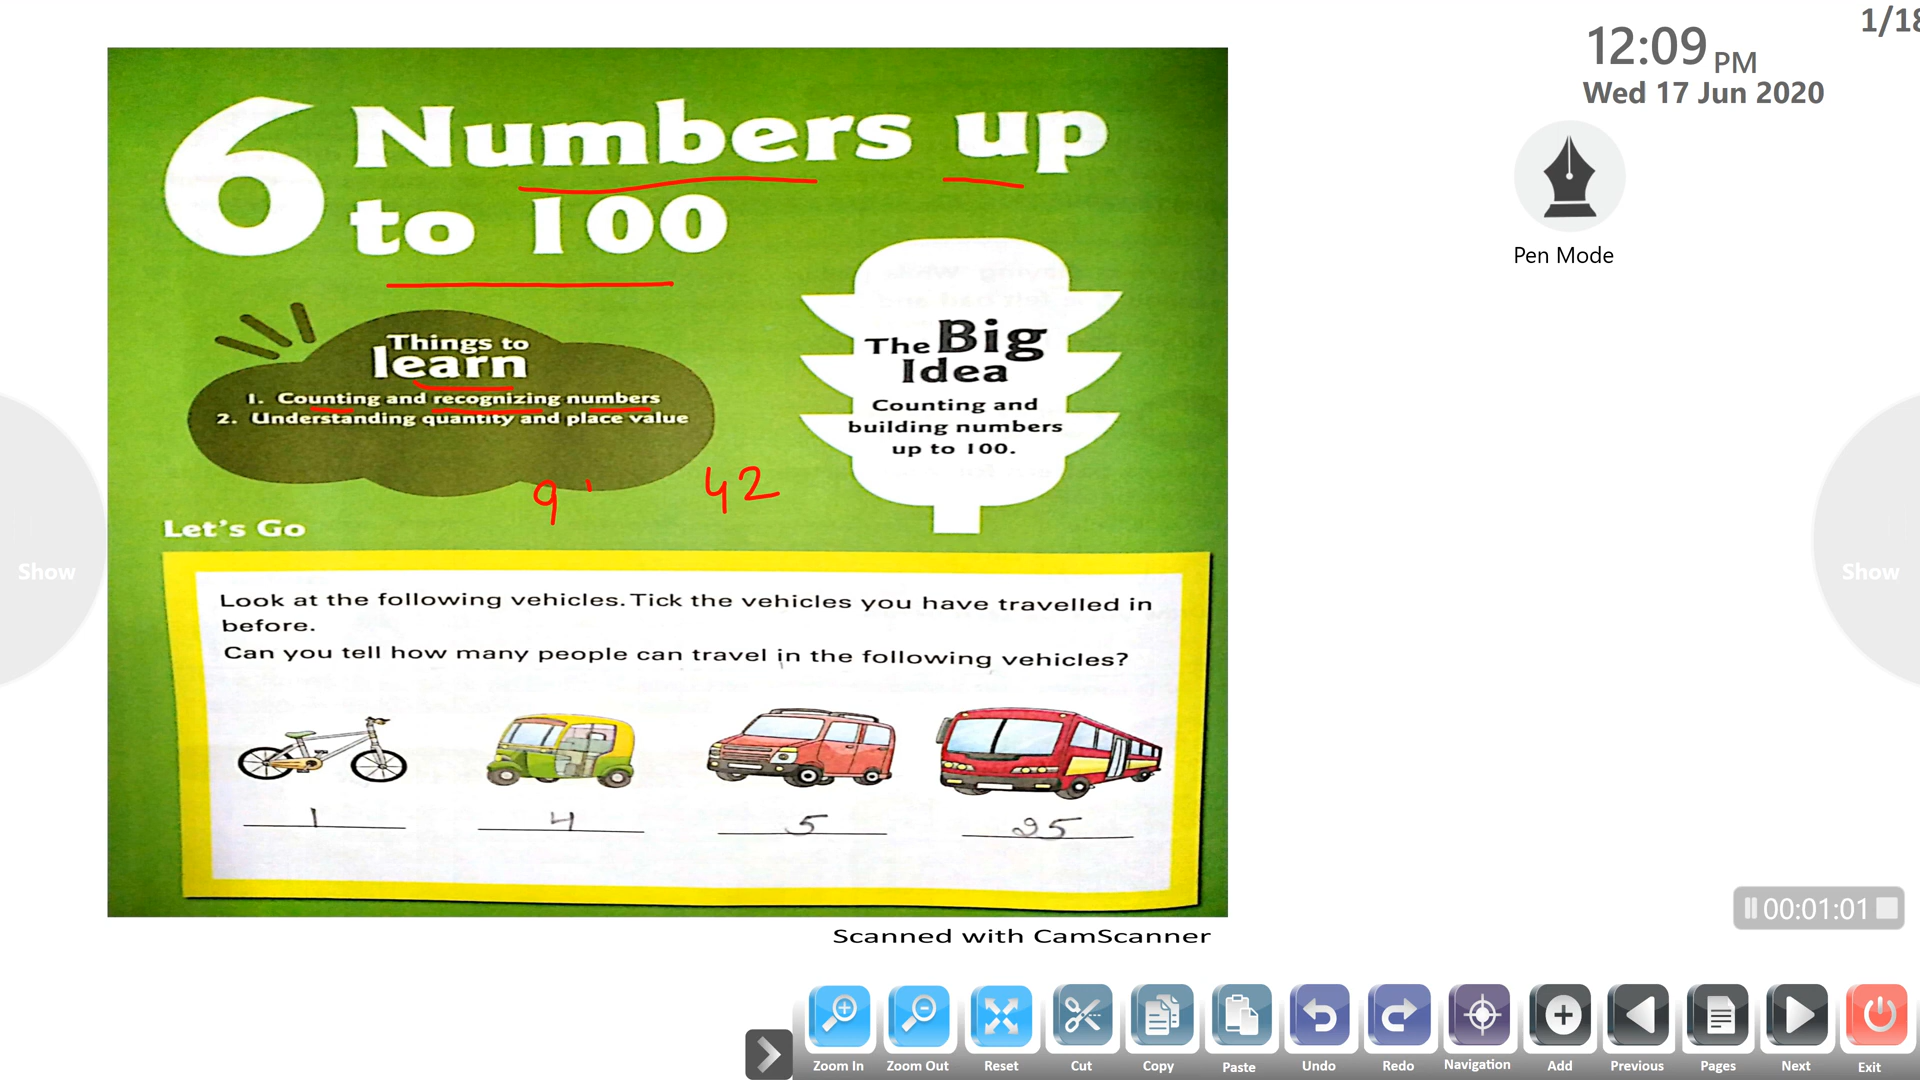 1/18
12:09 PM
Wed 17 Jun 2020
Pen Mode
6 Numbers up
to 100
Things to
learn
1. Counting and recognizing numbers
2. Understanding quantity and place value
The Big
Idea
Counting and
building numbers
up to 100.
9 42
Let's Go
Look at the following vehicles. Tick the vehicles you have travelled in
before.
Can you tell how many people can travel in the following vehicles?
1 4 5 25
Show
Show
00:01:01
Scanned with CamScanner
Zoom In Zoom Out Reset Cut Copy Paste Undo Redo Navigation Add Previous Pages Next Exit